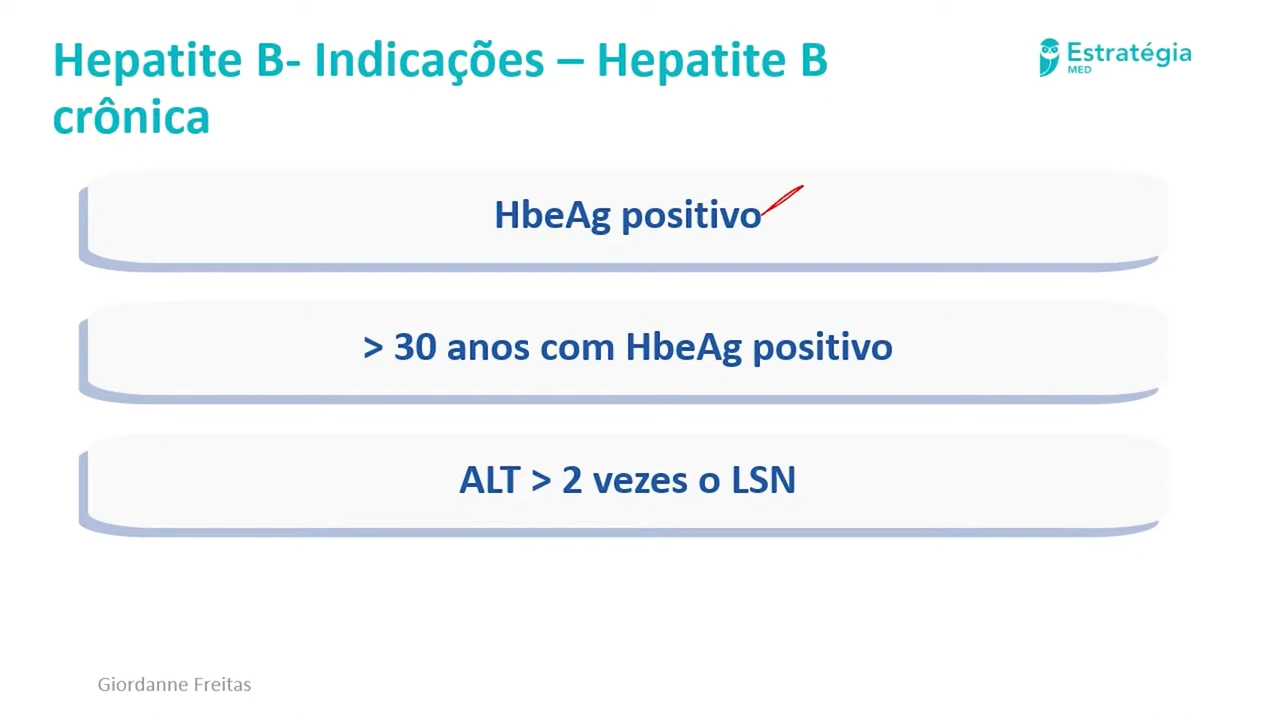 Hepatite B- Indicações – Hepatite B
crônica
Estratégia
MED
HbeAg positivo
> 30 anos com HbeAg positivo
ALT > 2 vezes o LSN
Giordanne Freitas